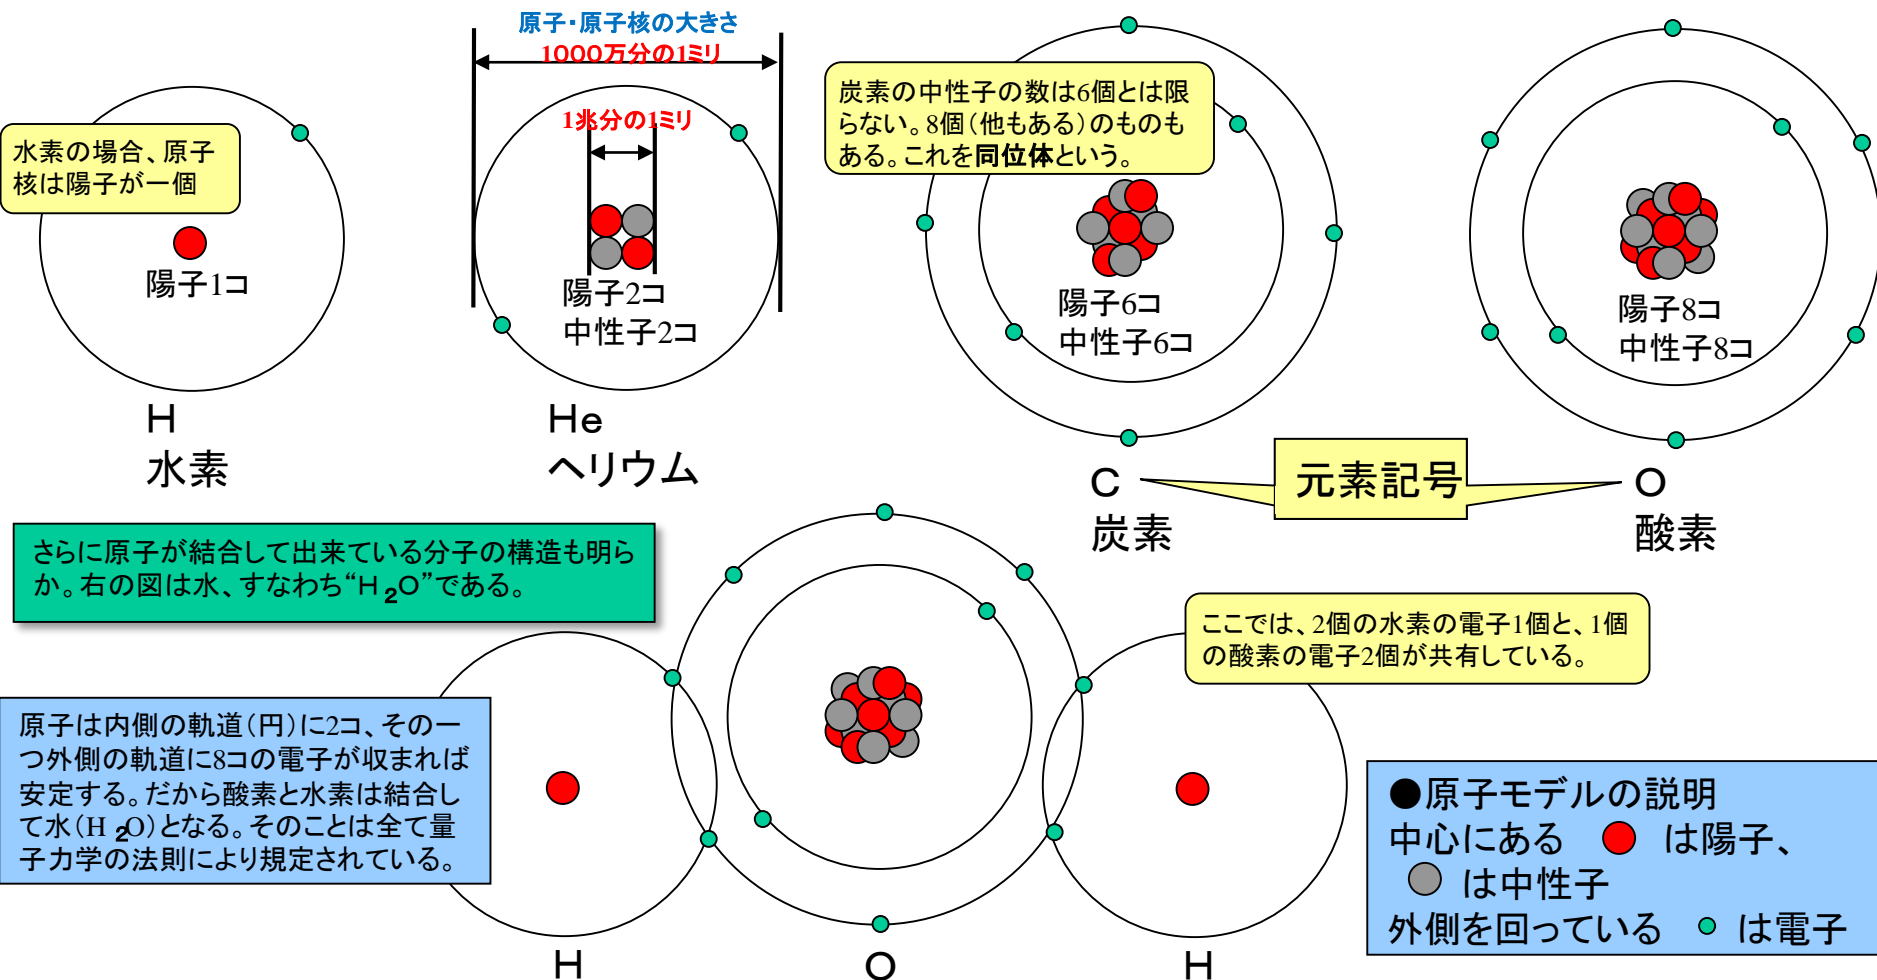 原子・原子核の大きさ
1000万分の1ミリ
1兆分の1ミリ
水素の場合、原子
核は陽子が一個
陽子1コ
H
水素
陽子2コ
中性子2コ
He
ヘリウム
炭素の中性子の数は6個とは限
らない。8個（他もある）のものも
ある。これを同位体という。
陽子6コ
中性子6コ
C
炭素
元素記号
陽子8コ
中性子8コ
O
酸素
さらに原子が結合して出来ている分子の構造も明ら
か。右の図は水、すなわち“H₂O”である。
ここでは、2個の水素の電子1個と、1個
の酸素の電子2個が共有している。
原子は内側の軌道（円）に2コ、その一
つ外側の軌道に8コの電子が収まれば
安定する。だから酸素と水素は結合し
て水（H₂O）となる。そのことは全て量
子力学の法則により規定されている。
H
O
H
●原子モデルの説明
中心にある は陽子、
は中性子
外側を回っている は電子